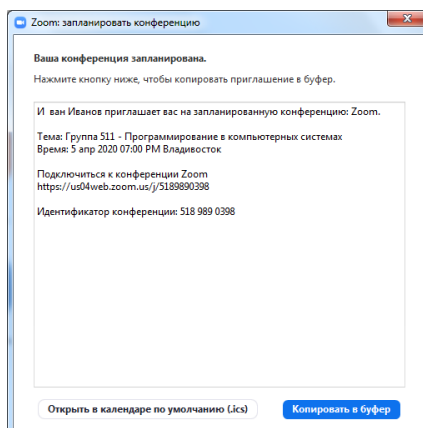 Zoom: запланировать конференцию
Ваша конференция запланирована.
Нажмите кнопку ниже, чтобы копировать приглашение в буфер.
И  ван Иванов приглашает вас на запланированную конференцию: Zoom.
Тема: Группа 511 - Программирование в компьютерных системах
Время: 5 апр 2020 07:00 PM Владивосток
Подключиться к конференции Zoom
https://us04web.zoom.us/j/5189890398
Идентификатор конференции: 518 989 0398
Открыть в календаре по умолчанию (.ics)
Копировать в буфер